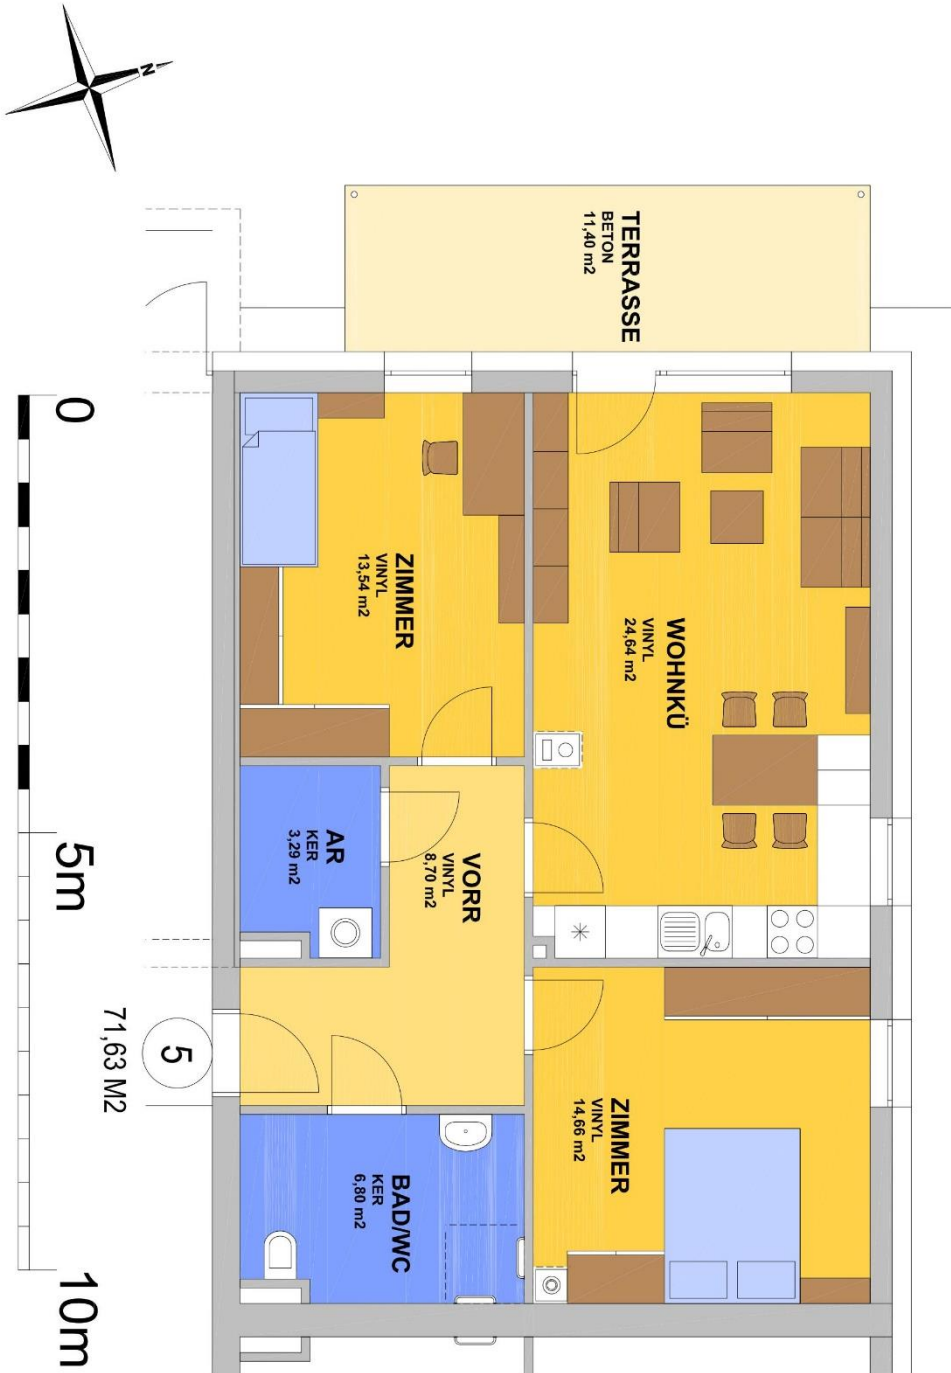 N
TERRASSE
BETON
11,40 m2
0
ZIMMER
VINYL
13,54 m2
WOHNKÜ
VINYL
24,64 m2
AR
KER
3,29 m2
VORR
VINYL
8,70 m2
5m
5
71,63 M2
ZIMMER
VINYL
14,66 m2
BAD/WC
KER
6,80 m2
10m